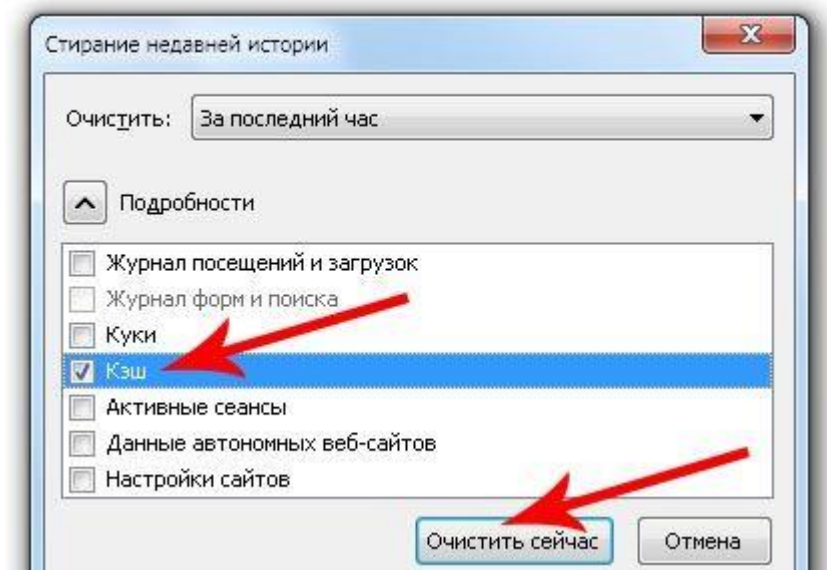 Стирание недавней истории
Очистить: За последний час
Подробности
Журнал посещений и загрузок
Журнал форм и поиска
Куки
Кэш
Активные сеансы
Данные автономных веб-сайтов
Настройки сайтов
Очистить сейчас Отмена